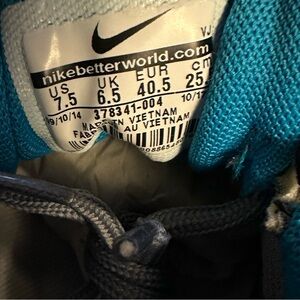 VJ
nikebetterworld.com
US UK EUR cm
7.5 6.5 40.5 25
09/10/14 378341-004 10/1
MADE IN VIETNAM
FABRIQUÉ AU VIETNAM